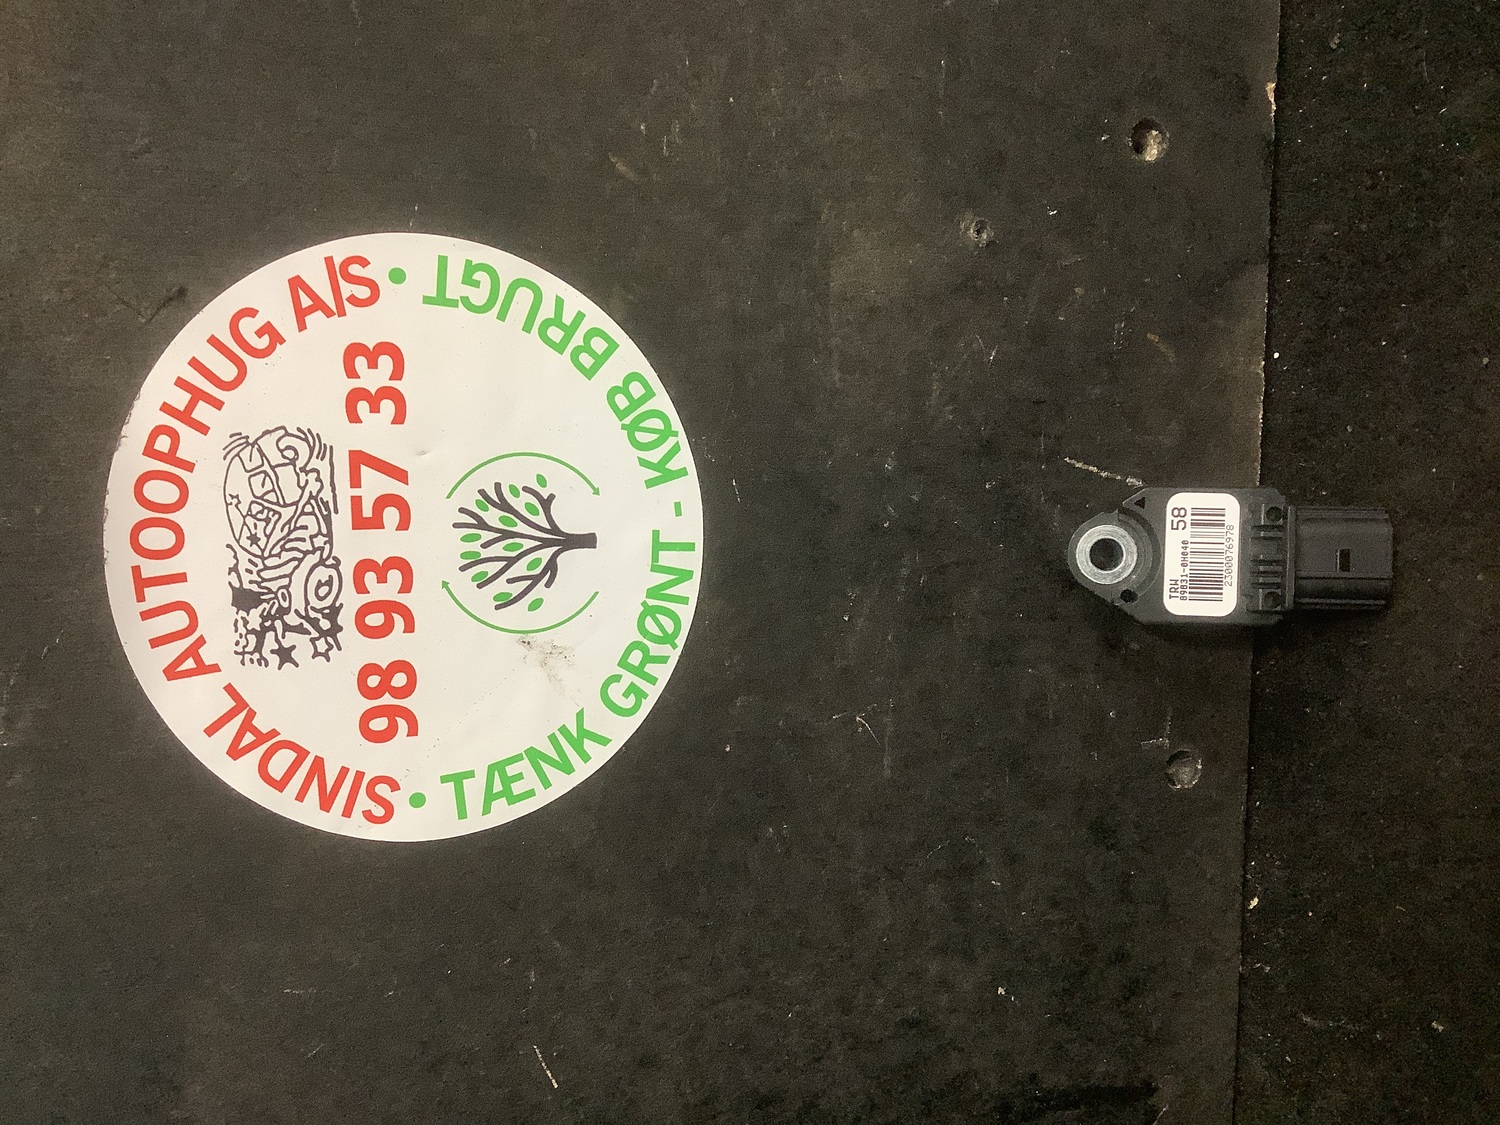 SINDAL AUTOOPHUG A/S
98 93 57 33
TÆNK GRØNT - KØB BRUGT
TRW 58
89831-0H040
2300076978